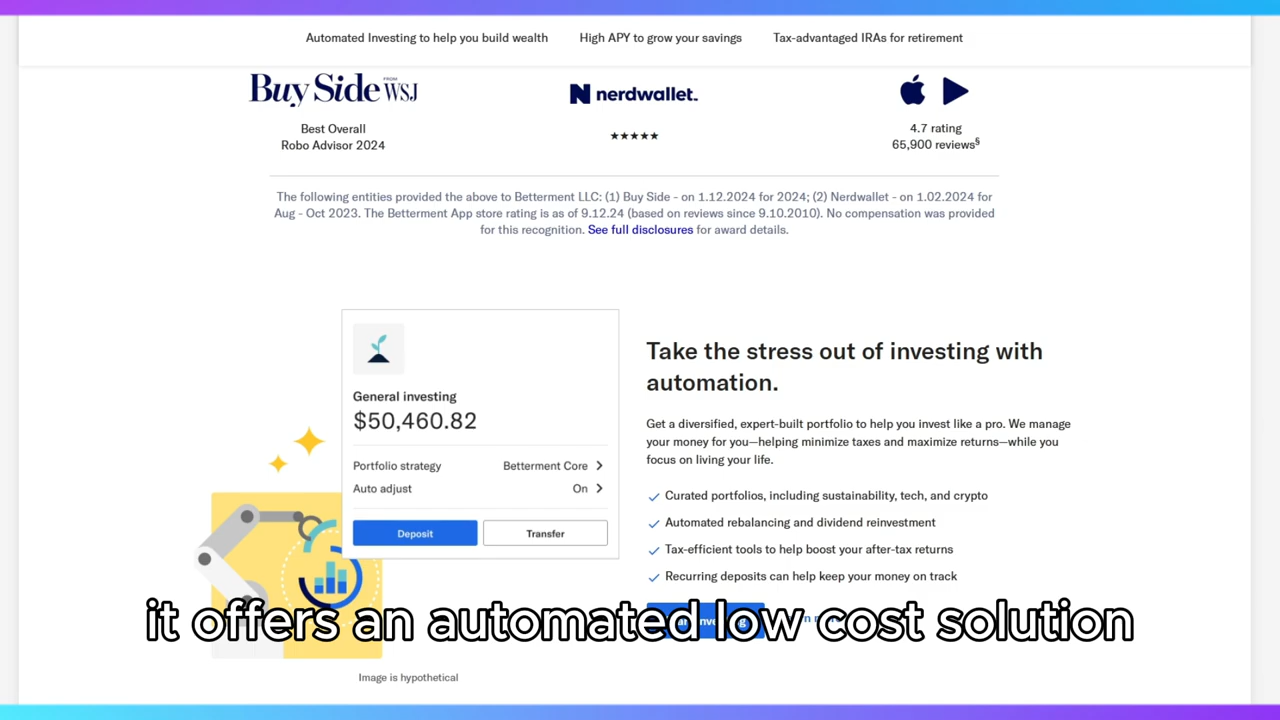 Automated Investing to help you build wealth High APY to grow your savings Tax-advantaged IRAs for retirement
Buy Side FROM WSJ
Best Overall
Robo Advisor 2024
nerdwallet.
★★★★★
4.7 rating
65,900 reviews§
The following entities provided the above to Betterment LLC: (1) Buy Side - on 1.12.2024 for 2024; (2) Nerdwallet - on 1.02.2024 for
Aug - Oct 2023. The Betterment App store rating is as of 9.12.24 (based on reviews since 9.10.2010). No compensation was provided
for this recognition. See full disclosures for award details.
General investing
$50,460.82
Portfolio strategy Betterment Core
Auto adjust On
Deposit Transfer
Image is hypothetical
Take the stress out of investing with
automation.
Get a diversified, expert-built portfolio to help you invest like a pro. We manage
your money for you—helping minimize taxes and maximize returns—while you
focus on living your life.
Curated portfolios, including sustainability, tech, and crypto
Automated rebalancing and dividend reinvestment
Tax-efficient tools to help boost your after-tax returns
Recurring deposits can help keep your money on track
it offers an automated low cost solution